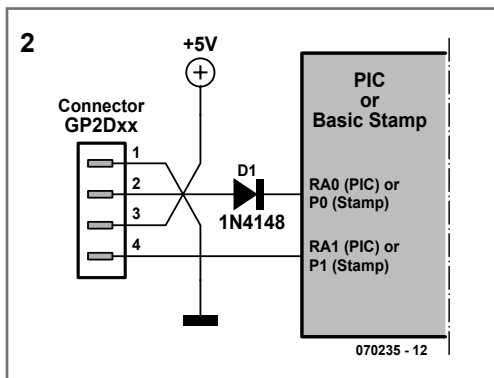 2
+5V
Connector
GP2Dxx
1
2
3
4
D1
1N4148
PIC
or
Basic Stamp
RA0 (PIC) or
P0 (Stamp)
RA1 (PIC) or
P1 (Stamp)
070235 - 12